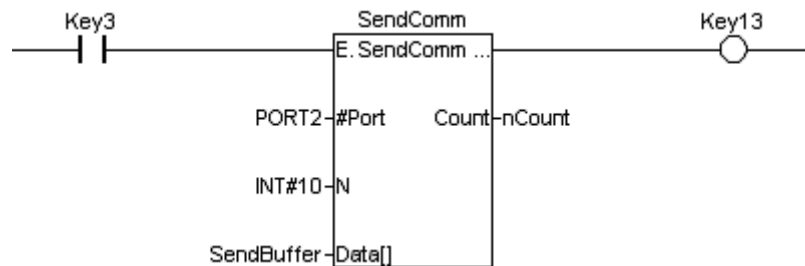 Key3 SendComm Key13
E. SendComm ...
PORT2 #Port Count nCount
INT#10 N
SendBuffer Data[]